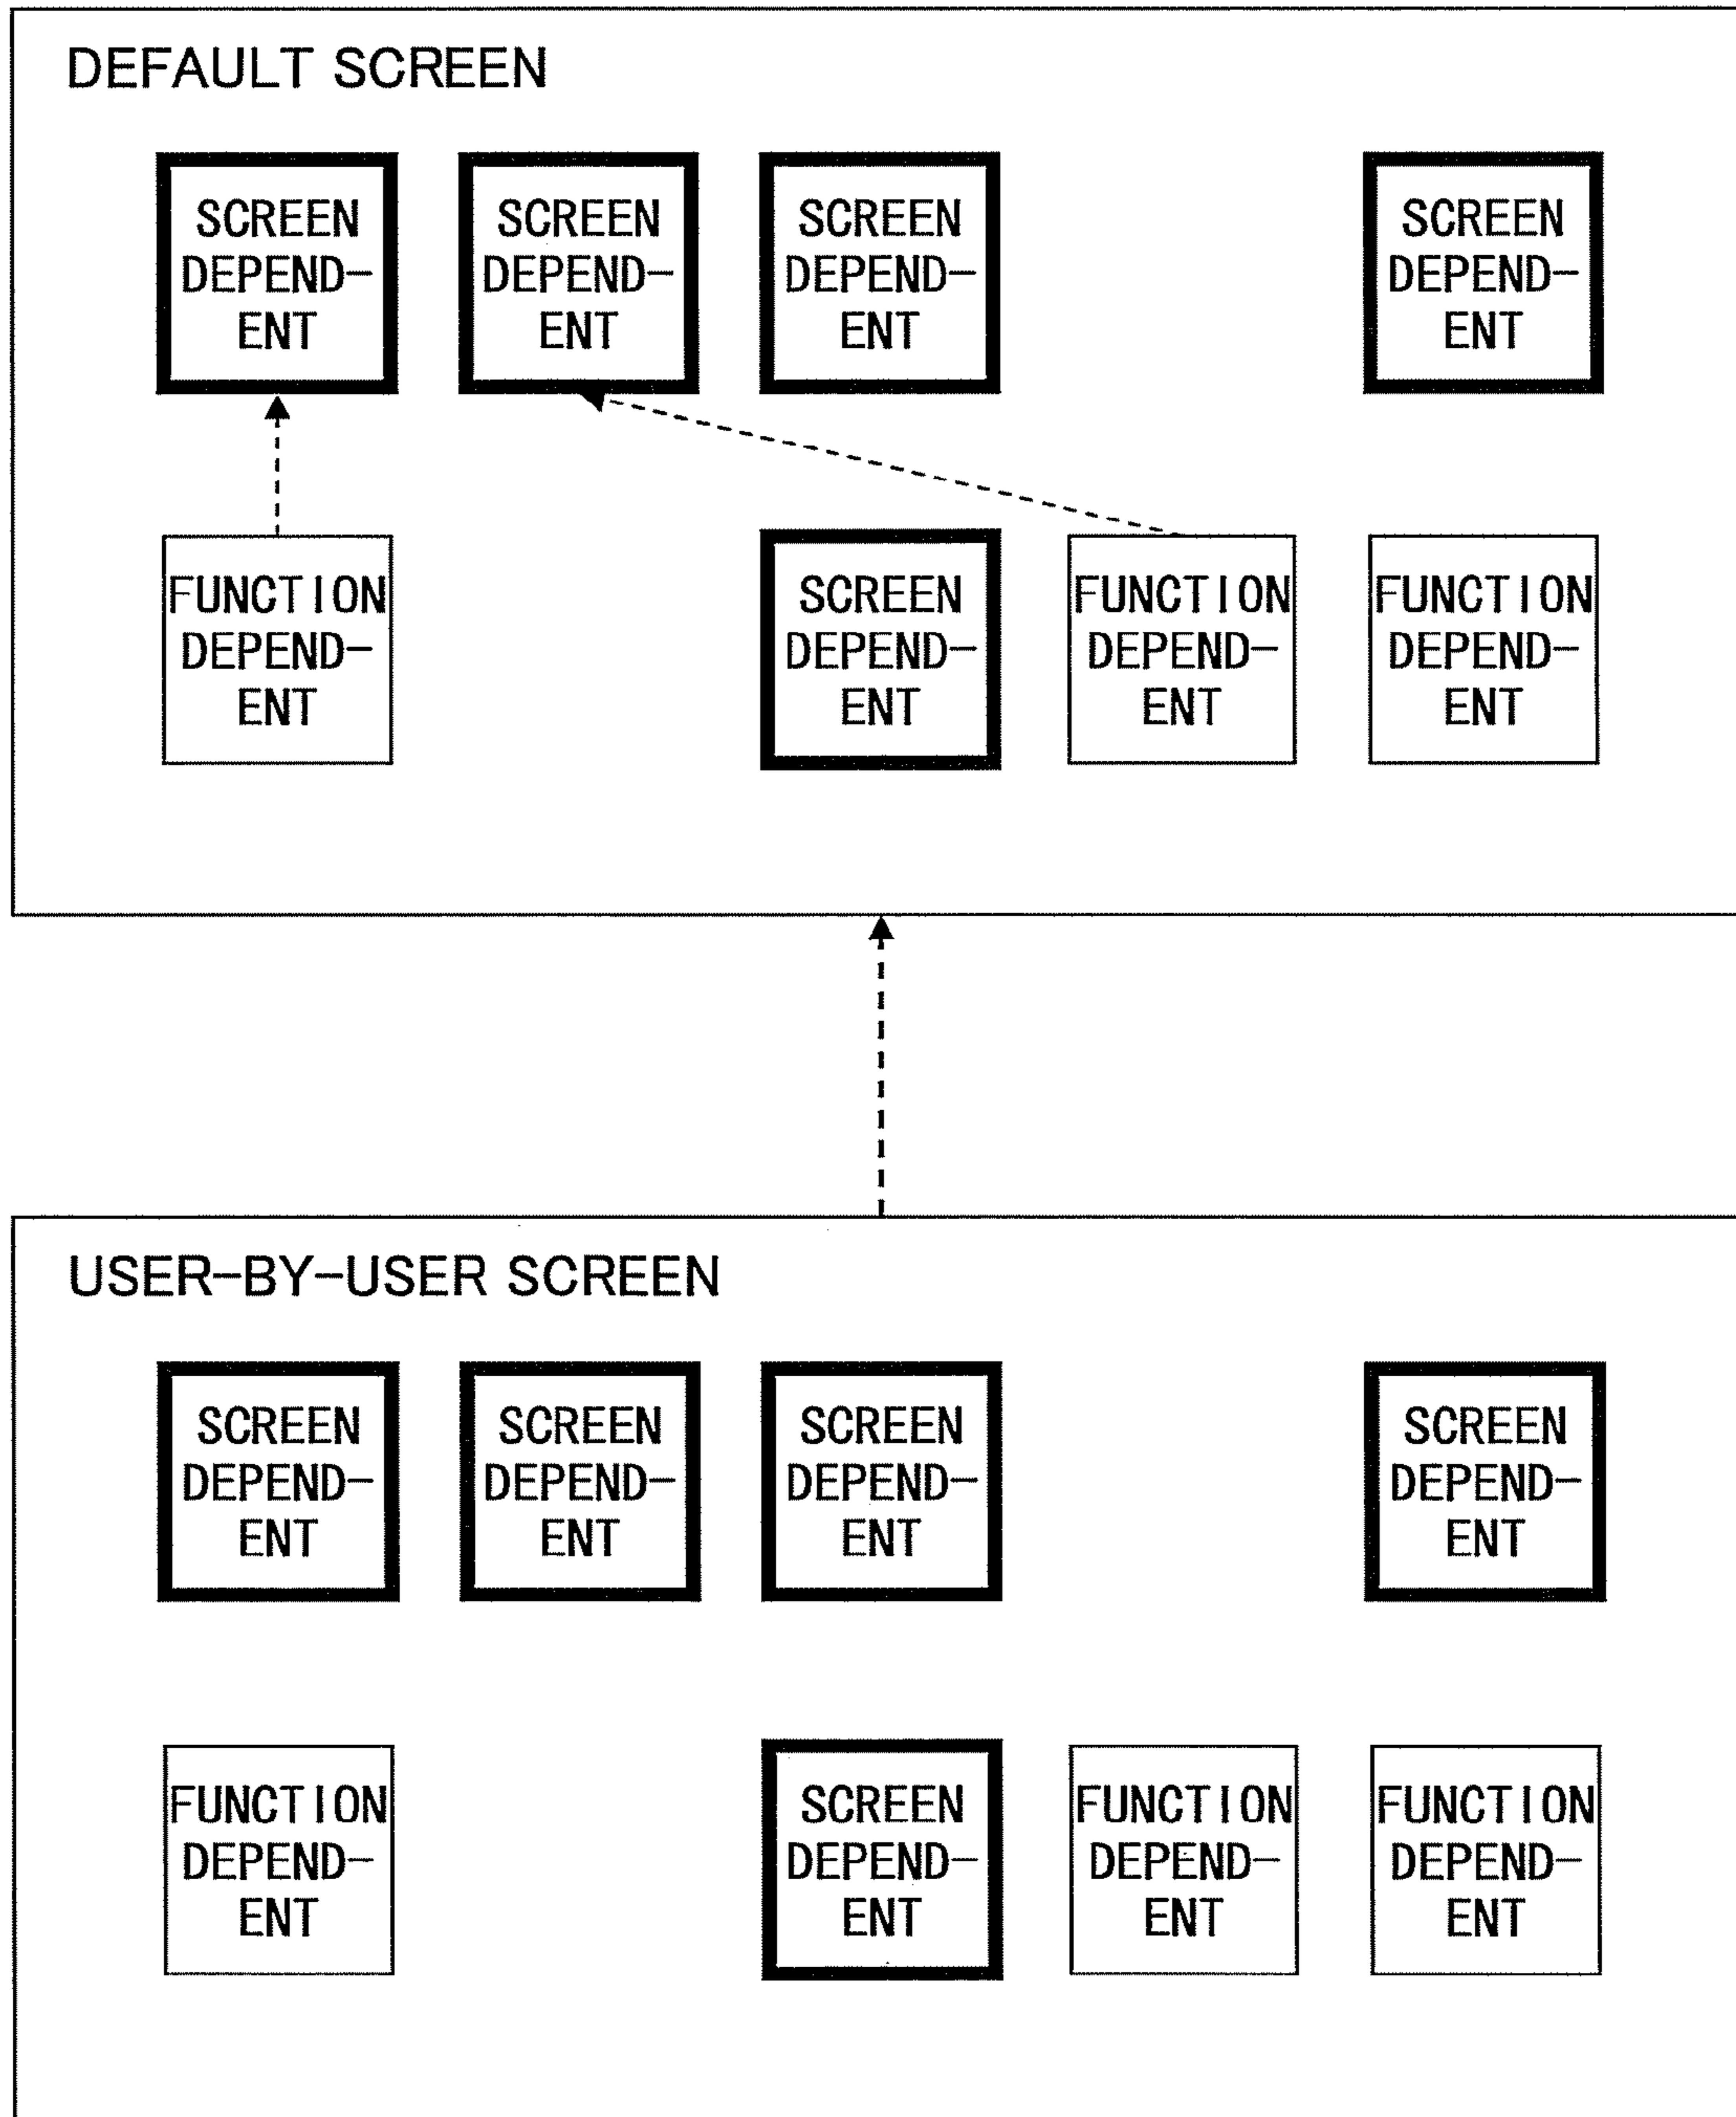 DEFAULT SCREEN
SCREEN
DEPEND-
ENT
SCREEN
DEPEND-
ENT
SCREEN
DEPEND-
ENT
SCREEN
DEPEND-
ENT
FUNCTION
DEPEND-
ENT
SCREEN
DEPEND-
ENT
FUNCTION
DEPEND-
ENT
FUNCTION
DEPEND-
ENT
USER-BY-USER SCREEN
SCREEN
DEPEND-
ENT
SCREEN
DEPEND-
ENT
SCREEN
DEPEND-
ENT
SCREEN
DEPEND-
ENT
FUNCTION
DEPEND-
ENT
SCREEN
DEPEND-
ENT
FUNCTION
DEPEND-
ENT
FUNCTION
DEPEND-
ENT